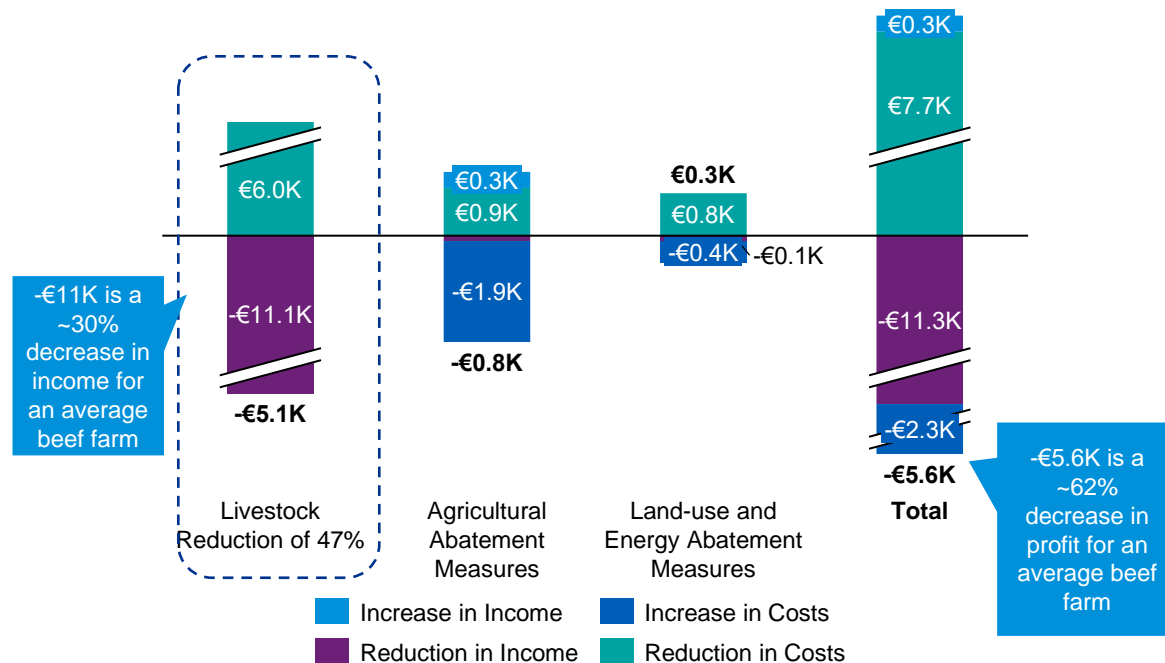 €0.3K
€7.7K
€6.0K
€0.3K
€0.9K
€0.3K
€0.8K
-€11.1K
-€1.9K
-€0.4K
-€0.1K
-€11.3K
-€2.3K
-€5.1K
-€0.8K
-€5.6K
-€11K is a
~30%
decrease in
income for
an average
beef farm
-€5.6K is a
~62%
decrease in
profit for an
average beef
farm
Livestock
Reduction of 47%
Agricultural
Abatement
Measures
Land-use and
Energy Abatement
Measures
Total
Increase in Income
Increase in Costs
Reduction in Income
Reduction in Costs